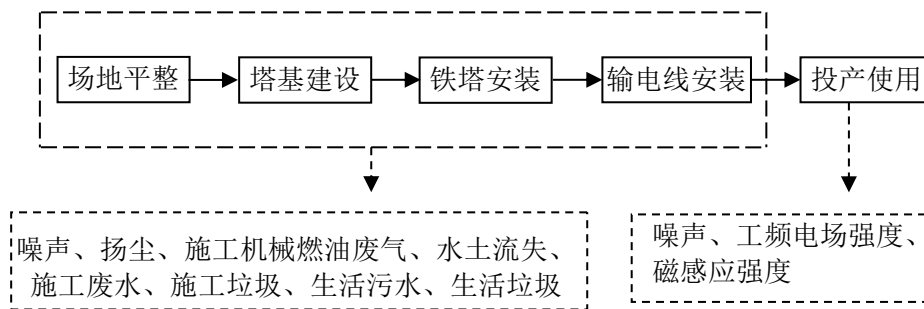 场地平整
塔基建设
铁塔安装
输电线安装
投产使用
噪声、扬尘、施工机械燃油废气、水土流失、
施工废水、施工垃圾、生活污水、生活垃圾
噪声、工频电场强度、
磁感应强度